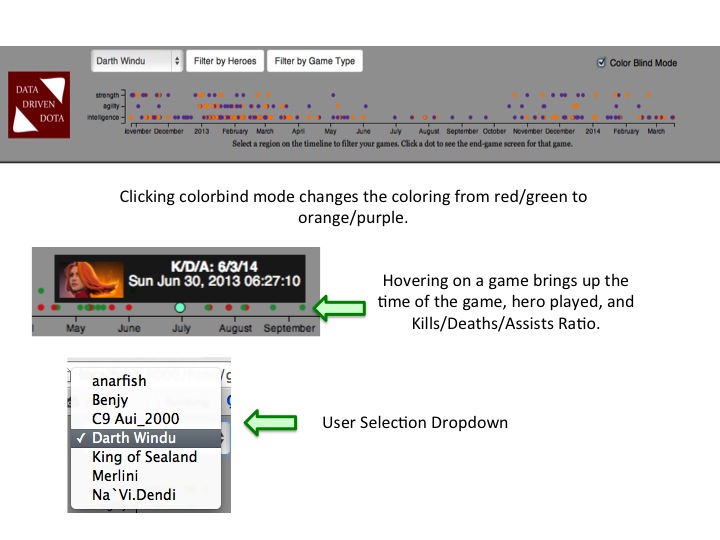 Darth Windu
Filter by Heroes
Filter by Game Type
Color Blind Mode
DATA
DRIVEN
DOTA
strength
agility
intelligence
ovember December 2013 February March April May June July August September October November December 2014 February March
Select a region on the timeline to filter your games. Click a dot to see the end-game screen for that game.
Clicking colorbind mode changes the coloring from red/green to
orange/purple.
K/D/A: 6/3/14
Sun Jun 30, 2013 06:27:10
May June July August September
Hovering on a game brings up the
time of the game, hero played, and
Kills/Deaths/Assists Ratio.
anarfish
Benjy
C9 Aui_2000
✓ Darth Windu
King of Sealand
Merlini
Na`Vi.Dendi
User Selection Dropdown